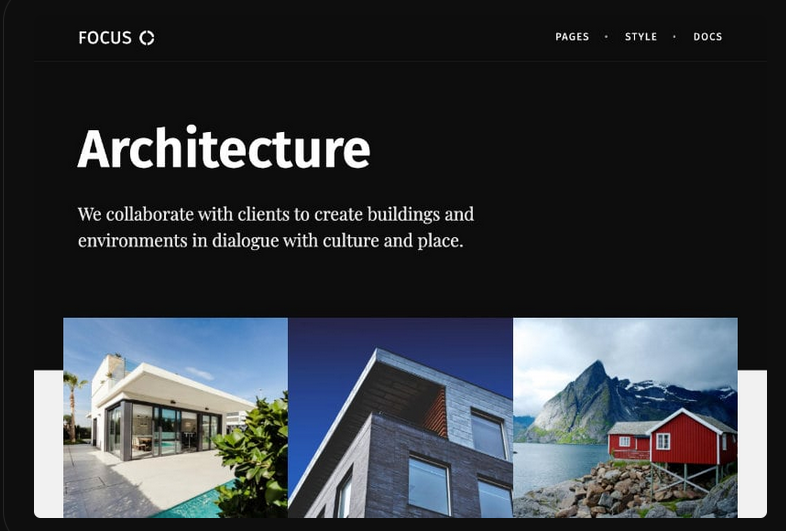 FOCUS
PAGES • STYLE • DOCS
Architecture
We collaborate with clients to create buildings and
environments in dialogue with culture and place.